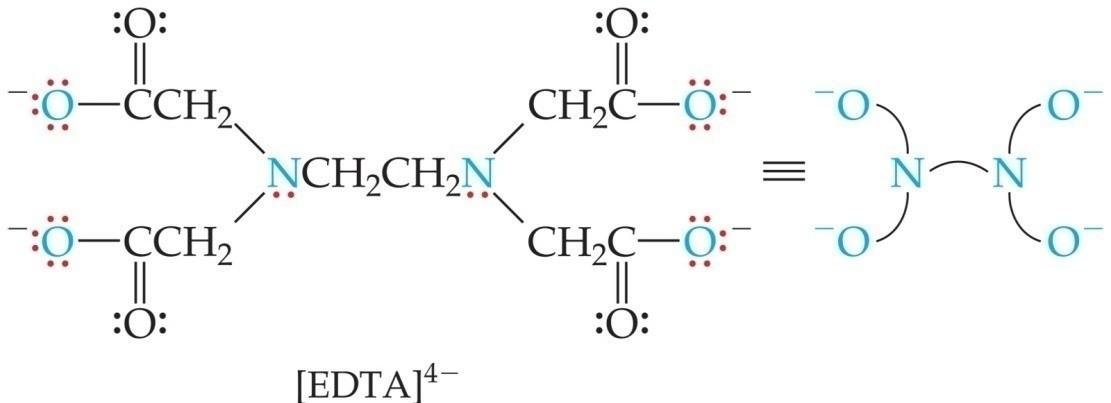 :O: :O:
⁻:O—CCH₂ CH₂C—O:⁻ ⁻O O⁻
NCH₂CH₂N ≡ N N
⁻:O—CCH₂ CH₂C—O:⁻ ⁻O O⁻
:O: :O:
[EDTA]⁴⁻